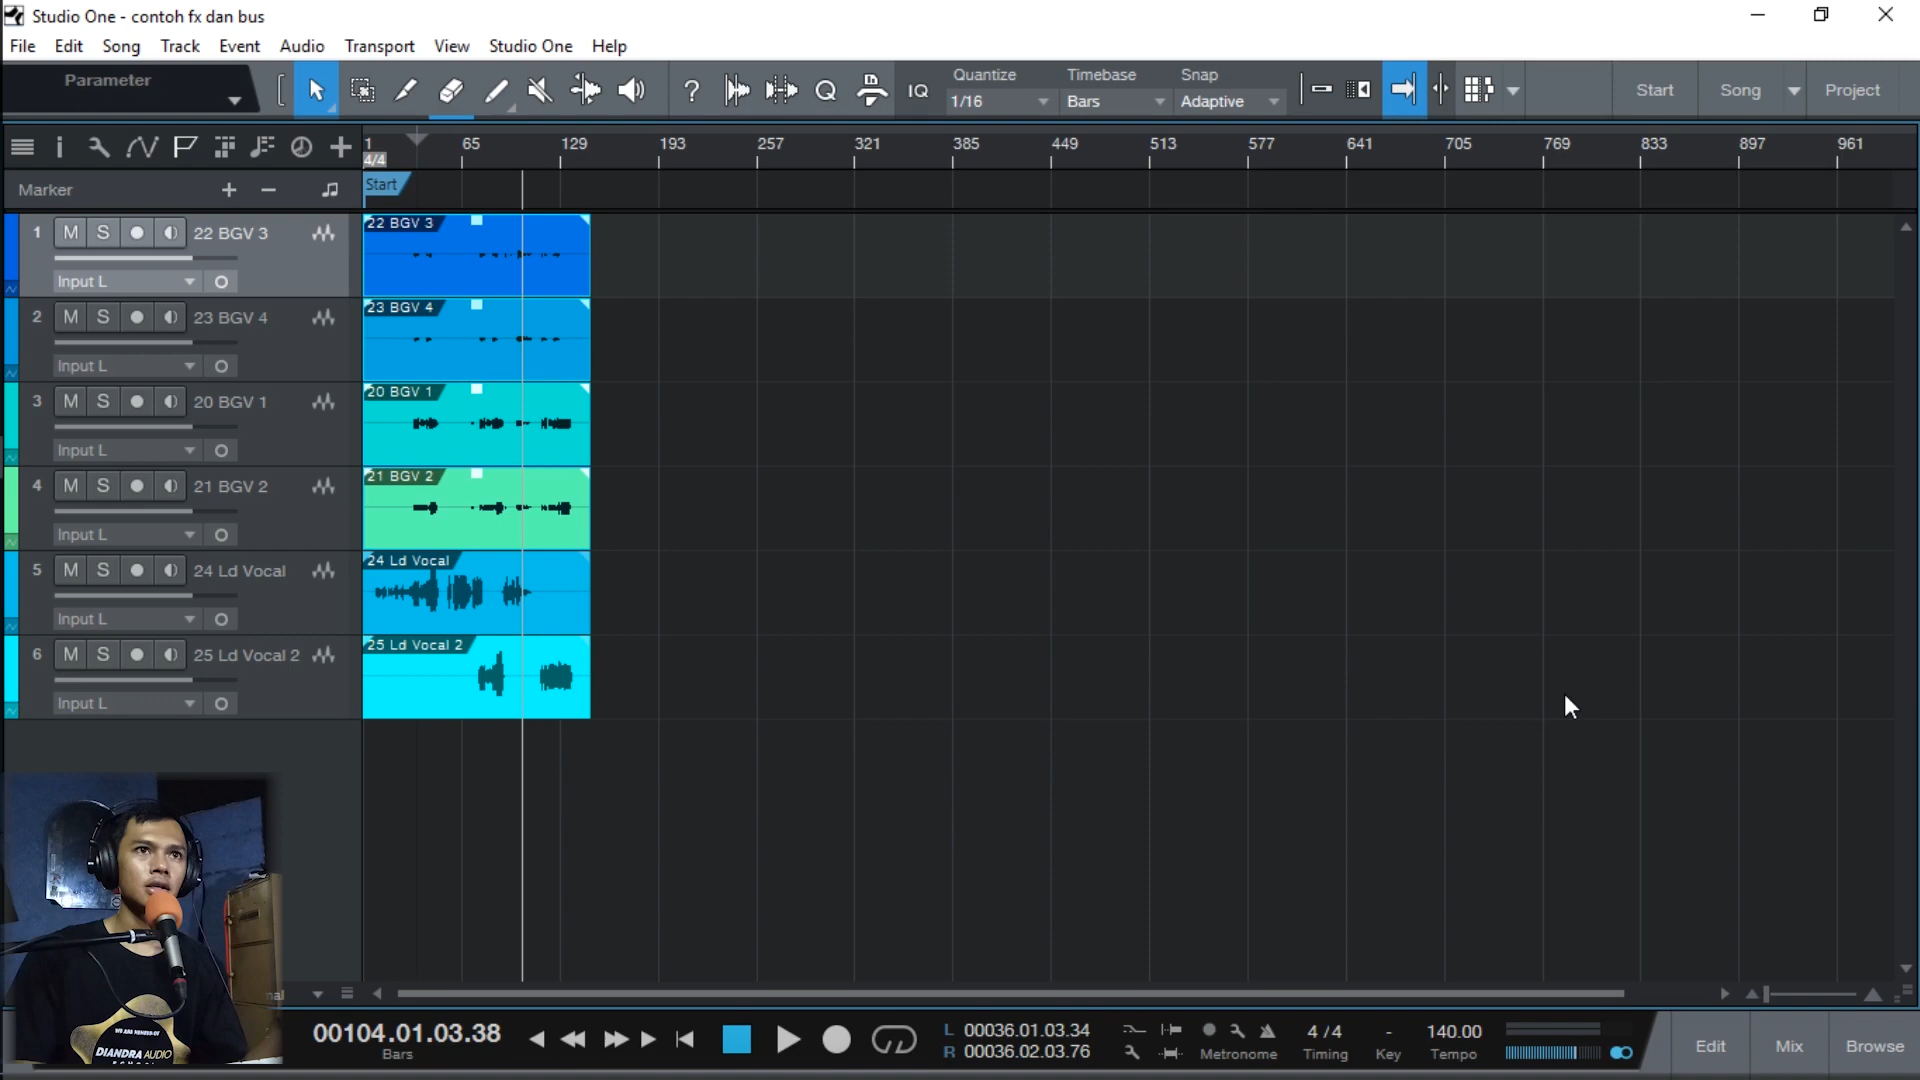 Studio One - contoh fx dan bus
File Edit Song Track Event Audio Transport View Studio One Help
Parameter
? Q IQ
Quantize Timebase Snap
1/16 Bars Adaptive
Start Song Project
1 65 129 193 257 321 385 449 513 577 641 705 769 833 897 961
4/4
Marker
Start
1 M S 22 BGV 3
Input L
22 BGV 3
2 M S 23 BGV 4
Input L
23 BGV 4
3 M S 20 BGV 1
Input L
20 BGV 1
4 M S 21 BGV 2
Input L
21 BGV 2
5 M S 24 Ld Vocal
Input L
24 Ld Vocal
6 M S 25 Ld Vocal 2
Input L
25 Ld Vocal 2
DIANDRA AUDIO
00104.01.03.38
Bars
L 00036.01.03.34
R 00036.02.03.76
Metronome
4 / 4
Timing
-
Key
140.00
Tempo
Edit Mix Browse